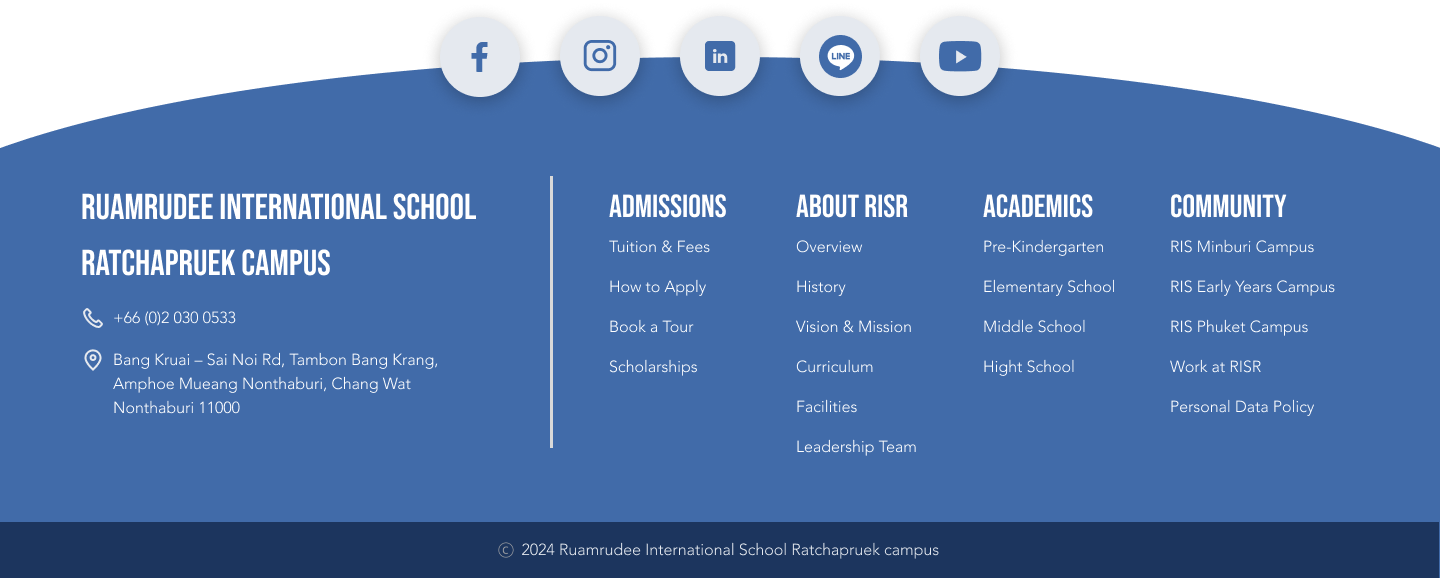 in
LINE
RUAMRUDEE INTERNATIONAL SCHOOL
RATCHAPRUEK CAMPUS
+66 (0)2 030 0533
Bang Kruai – Sai Noi Rd, Tambon Bang Krang,
Amphoe Mueang Nonthaburi, Chang Wat
Nonthaburi 11000
ADMISSIONS
Tuition & Fees
How to Apply
Book a Tour
Scholarships
ABOUT RISR
Overview
History
Vision & Mission
Curriculum
Facilities
Leadership Team
ACADEMICS
Pre-Kindergarten
Elementary School
Middle School
Hight School
COMMUNITY
RIS Minburi Campus
RIS Early Years Campus
RIS Phuket Campus
Work at RISR
Personal Data Policy
© 2024 Ruamrudee International School Ratchapruek campus